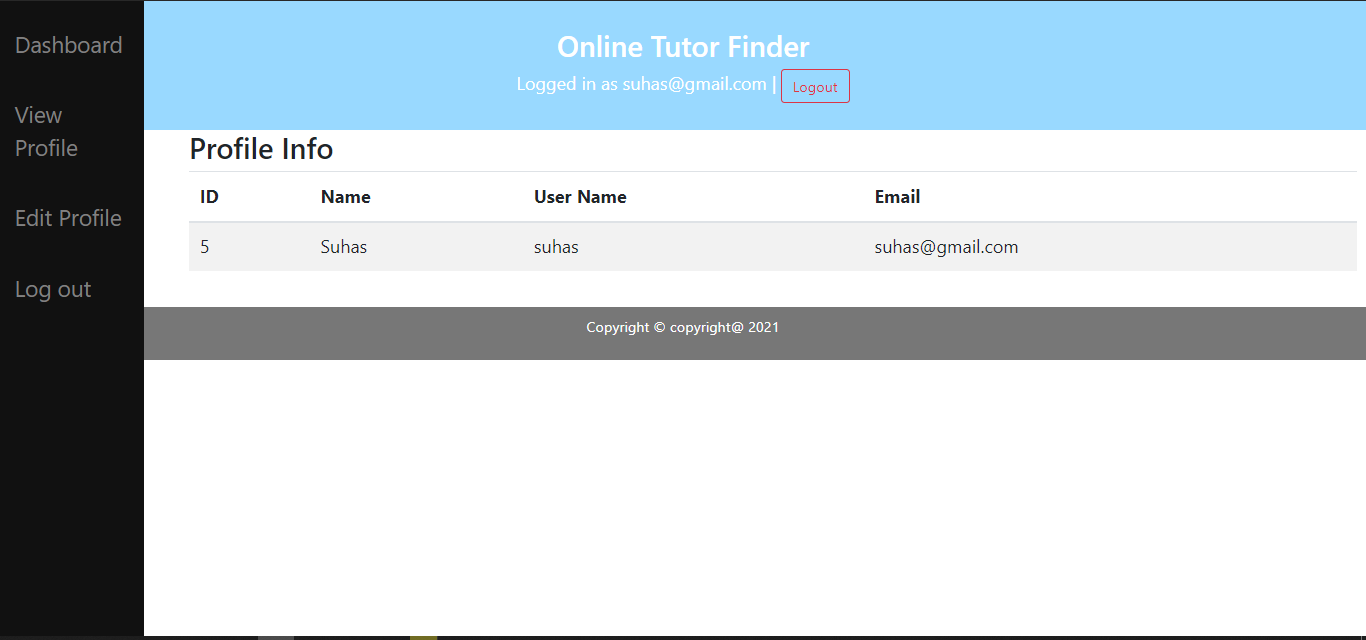 Dashboard
View
Profile
Edit Profile
Log out
Online Tutor Finder
Logged in as suhas@gmail.com | Logout
Profile Info
ID Name User Name Email
5 Suhas suhas suhas@gmail.com
Copyright © copyright@ 2021